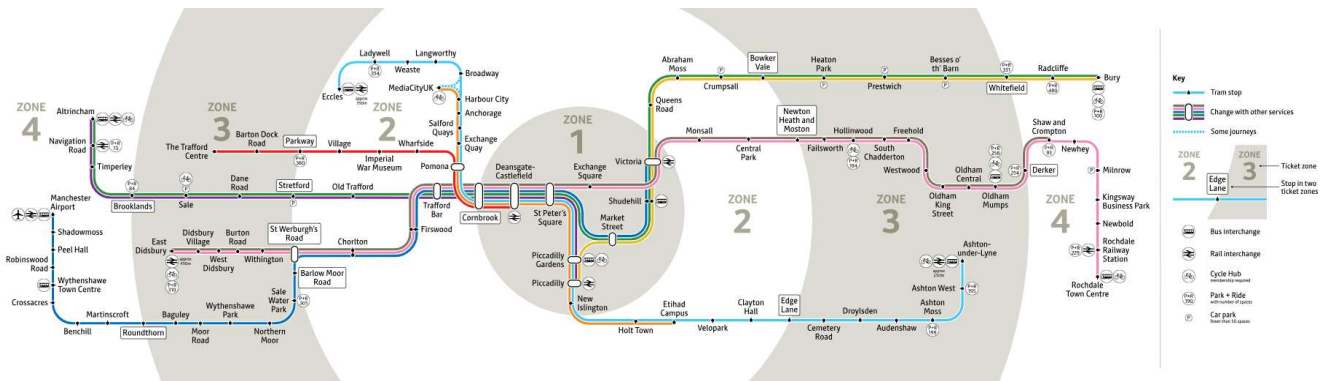 ZONE
4
ZONE
3
ZONE
2
ZONE
1
2
3
4
Altrincham
Navigation
Road
Timperley
Brooklands
Sale
Dane
Road
Stretford
Old Trafford
The Trafford
Centre
Barton Dock
Road
Parkway
Village
Imperial
War Museum
Wharfside
Pomona
Eccles
approx
Ladywell
Weaste
Langworthy
Broadway
MediaCityUK
Harbour City
Anchorage
Salford
Quays
Exchange
Quay
Trafford
Bar
Cornbrook
Deansgate-
Castlefield
St Peter's
Square
Exchange
Square
Victoria
Shudehill
Market
Street
Piccadilly
Gardens
Piccadilly
New
Islington
Holt Town
Etihad
Campus
Velopark
Clayton
Hall
Edge
Lane
Cemetery
Road
Droylsden
Audenshaw
Ashton
Moss
Ashton West
Ashton-
under-Lyne
Manchester
Airport
Shadowmoss
Peel Hall
Robinswood
Road
Wythenshawe
Town Centre
Crossacres
Benchill
Martinscroft
Roundthorn
Baguley
Moor
Road
Wythenshawe
Park
Northern
Moor
Sale
Water
Park
Barlow Moor
Road
St Werburgh's
Road
East
Didsbury
Didsbury
Village
West
Didsbury
Burton
Road
Withington
Chorlton
Firswood
Queens
Road
Abraham
Moss
Crumpsall
Bowker
Vale
Heaton
Park
Prestwich
Besses o'
th' Barn
Whitefield
Radcliffe
Bury
Monsall
Central
Park
Newton
Heath and
Moston
Failsworth
Hollinwood
South
Chadderton
Freehold
Westwood
Oldham
King
Street
Oldham
Central
Oldham
Mumps
Derker
Shaw and
Crompton
Newhey
Milnrow
Kingsway
Business Park
Newbold
Rochdale
Railway
Station
Rochdale
Town Centre
Key
Tram stop
Change with other services
Some journeys
ZONE
2
ZONE
3
Edge
Lane
Ticket zone
Stop in two
ticket zones
Bus interchange
Rail interchange
Cycle Hub
membership required
Park + Ride
with number of spaces
Car park
fewer than 50 spaces